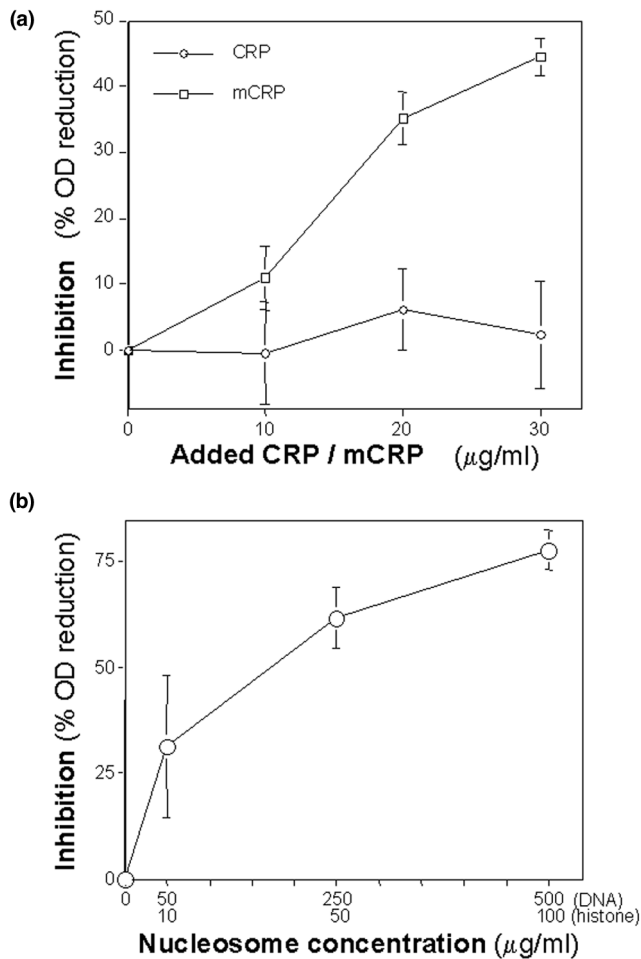 (a)
50
40
30
20
10
0
Inhibition (% OD reduction)
CRP
mCRP
0 10 20 30
Added CRP / mCRP (μg/ml)
(b)
75
50
25
0
Inhibition (% OD reduction)
0 50 250 500 (DNA)
10 50 100 (histone)
Nucleosome concentration (μg/ml)